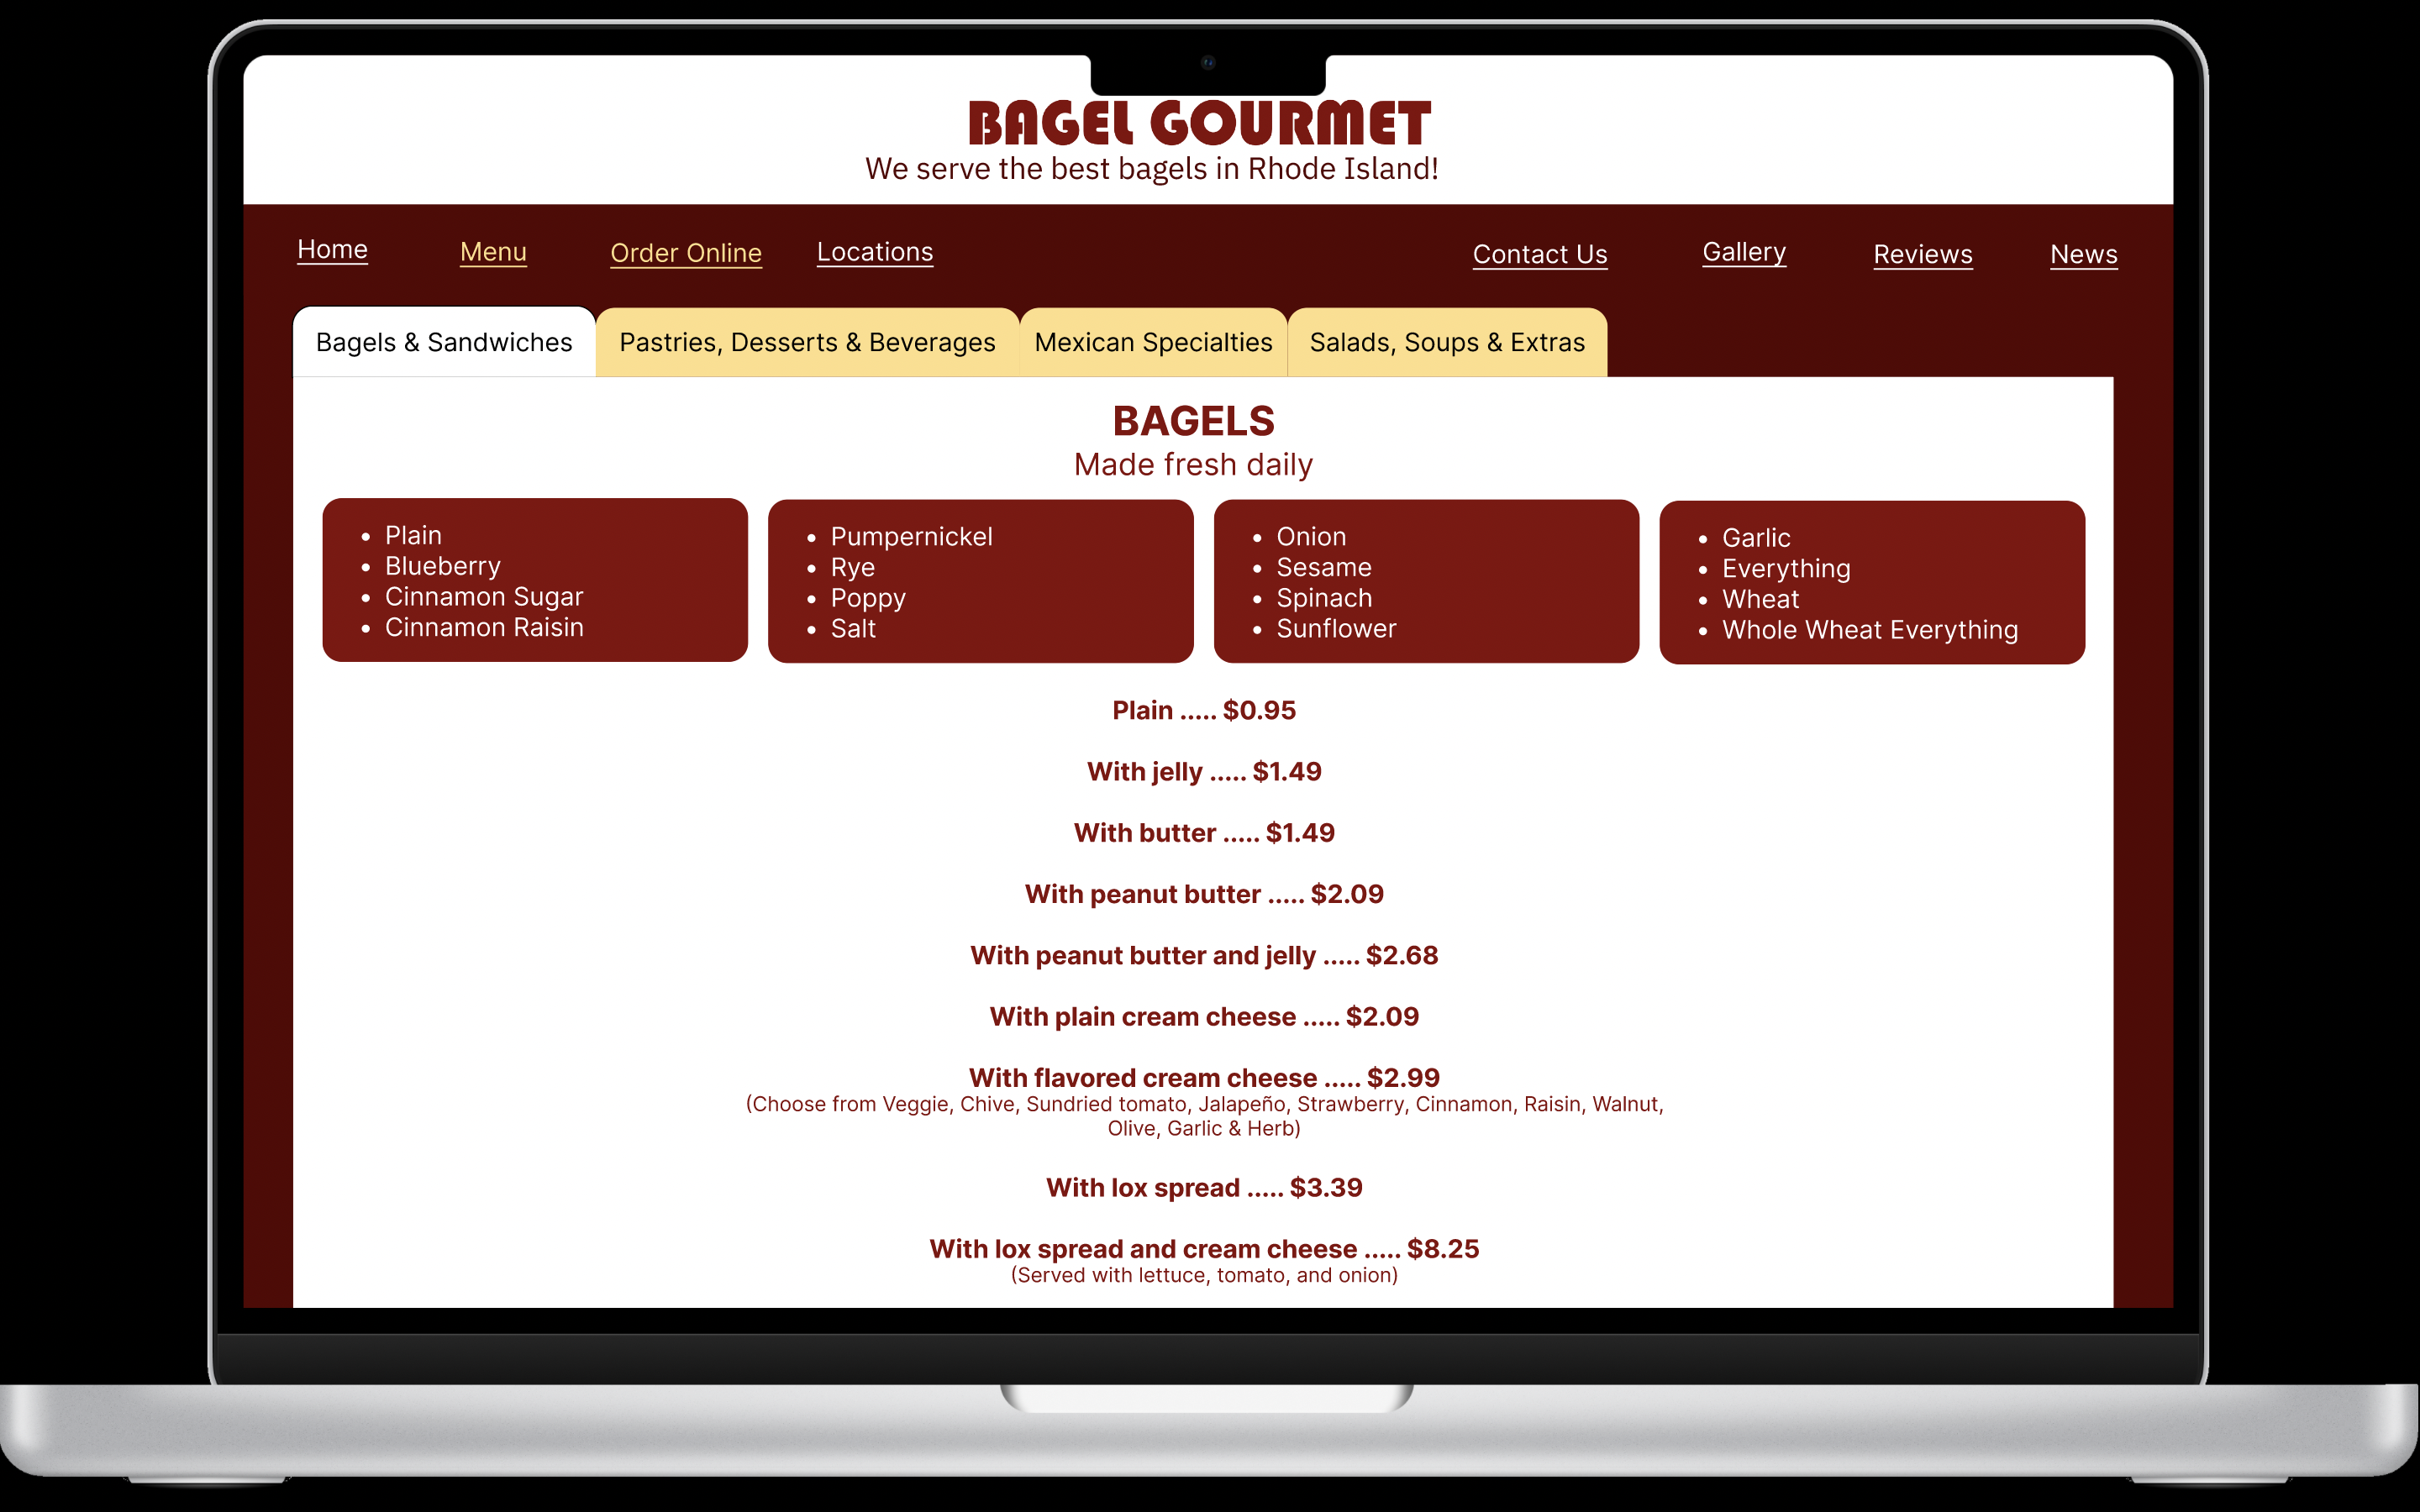 BAGEL GOURMET
We serve the best bagels in Rhode Island!
Home Menu Order Online Locations Contact Us Gallery Reviews News
Bagels & Sandwiches Pastries, Desserts & Beverages Mexican Specialties Salads, Soups & Extras
BAGELS
Made fresh daily
• Plain
• Blueberry
• Cinnamon Sugar
• Cinnamon Raisin
• Pumpernickel
• Rye
• Poppy
• Salt
• Onion
• Sesame
• Spinach
• Sunflower
• Garlic
• Everything
• Wheat
• Whole Wheat Everything
Plain ..... $0.95
With jelly ..... $1.49
With butter ..... $1.49
With peanut butter ..... $2.09
With peanut butter and jelly ..... $2.68
With plain cream cheese ..... $2.09
With flavored cream cheese ..... $2.99
(Choose from Veggie, Chive, Sundried tomato, Jalapeño, Strawberry, Cinnamon, Raisin, Walnut,
Olive, Garlic & Herb)
With lox spread ..... $3.39
With lox spread and cream cheese ..... $8.25
(Served with lettuce, tomato, and onion)